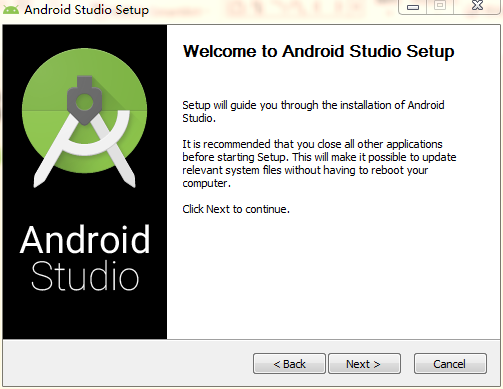 Android Studio Setup
Welcome to Android Studio Setup
Setup will guide you through the installation of Android
Studio.
It is recommended that you close all other applications
before starting Setup. This will make it possible to update
relevant system files without having to reboot your
computer.
Click Next to continue.
Android
Studio
< Back
Next >
Cancel